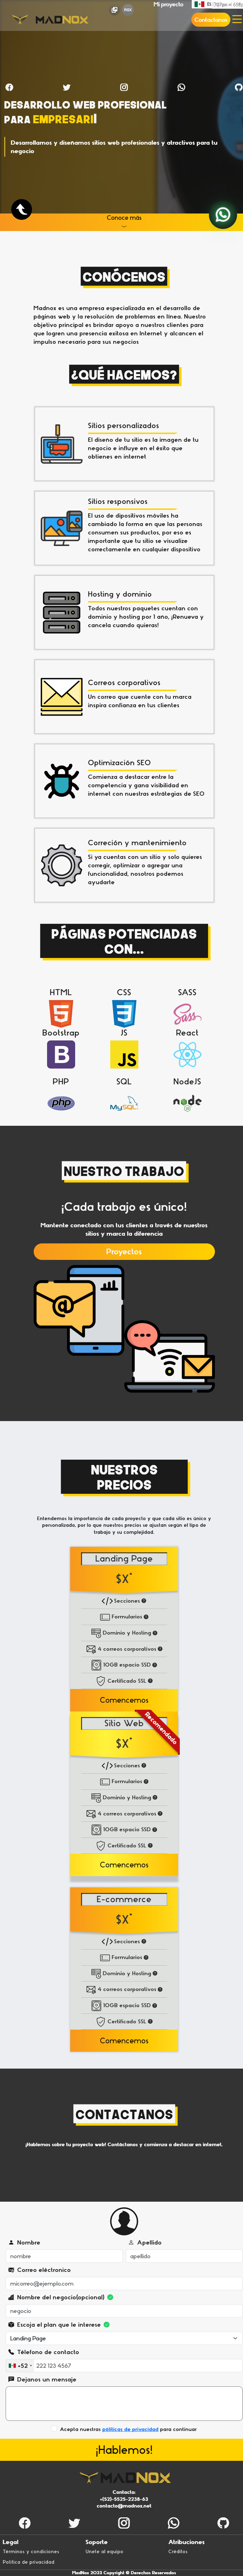 Mi proyecto
MADNOX
Contactanos
DESARROLLO WEB PROFESIONAL
PARA EMPRESARI
Desarrollamos y diseñamos sitios web profesionales y atractivos para tu
negocio
Conoce más
CONÓCENOS
Madnox es una empresa especializada en el desarrollo de
páginas web y la resolución de problemas en línea. Nuestro
objetivo principal es brindar apoyo a nuestros clientes para
que logren una presencia exitosa en Internet y alcancen el
impulso necesario para sus negocios
¿QUÉ HACEMOS?
Sitios personalizados
El diseño de tu sitio es la imagen de tu
negocio e influye en el éxito que
obtienes en internet
Sitios responsivos
El uso de dipositivos móviles ha
cambiado la forma en que las personas
consumen sus productos, por eso es
importante que tu sitio se visualize
correctamente en cualquier dispositivo
Hosting y dominio
Todos nuestros paquetes cuentan con
dominio y hosting por 1 año, ¡Renueva y
cancela cuando quieras!
Correos corporativos
Un correo que cuente con tu marca
inspira confianza en tus clientes
Optimización SEO
Comienza a destacar entre la
competencia y gana visibilidad en
internet con nuestras estrátegias de SEO
Correción y mantenimiento
Si ya cuentas con un sitio y solo quieres
corregir, optimizar o agregar una
funcionalidad, nosotros podemos
ayudarte
PÁGINAS POTENCIADAS
CON...
HTML CSS SASS
Bootstrap JS React
JS
PHP SQL NodeJS
php MySQL node
NUESTRO TRABAJO
¡Cada trabajo es único!
Mantente conectado con tus clientes a través de nuestros
sitios y marca la diferencia
Proyectos
NUESTROS
PRECIOS
Entendemos la importancia de cada proyecto y que cada sitio es único y
personalizado, por lo que nuestros precios se ajustan según el tipo de
trabajo y su complejidad.
Landing Page
$X*
Secciones
Formularios
Dominio y Hosting
4 correos corporativos
10GB espacio SSD
Certificado SSL
Comencemos
Sitio Web
Recomendado
$X*
Secciones
Formularios
Dominio y Hosting
4 correos corporativos
10GB espacio SSD
Certificado SSL
Comencemos
E-commerce
$X*
Secciones
Formularios
Dominio y Hosting
4 correos corporativos
10GB espacio SSD
Certificado SSL
Comencemos
CONTACTANOS
¡Hablemos sobre tu proyecto web! Contáctanos y comienza a destacar en internet.
Nombre Apellido
nombre apellido
Correo eléctronico
micorreo@ejemplo.com
Nombre del negocio(opcional)
negocio
Escoja el plan que le interese
Landing Page
Télefono de contacto
+52 222 123 4567
Dejanos un mensaje
Acepta nuestras políticas de privacidad para continuar
¡Hablemos!
MADNOX
Contacto:
+(52)-5525-2238-63
contacto@madnox.net
Legal Soporte Atribuciones
Términos y condiciones Unete al equipo Créditos
Politica de privacidad
MadNox 2023 Copyright © Derechos Reservados